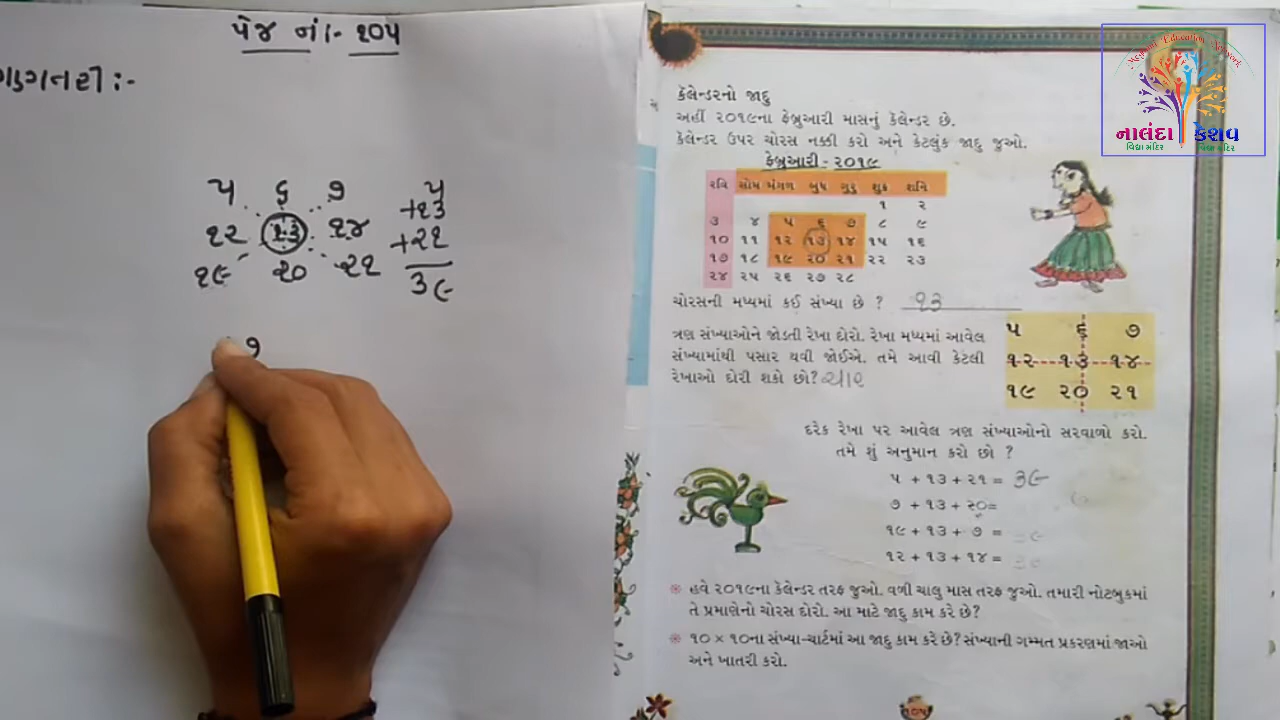 પેજ નં:- ૧૦૫
ગણતરી:-
૫ ૬ ૭
૧૨ ૧૩ ૧૪
૧૯ ૨૦ ૨૧
૫
+૧૩
+૨૧
૩૯
૭
કૅલેન્ડરનો જાદુ
અહીં ૨૦૧૯ના ફેબ્રુઆરી માસનું કૅલેન્ડર છે.
કૅલેન્ડર ઉપર ચોરસ નક્કી કરો અને કેટલુંક જાદુ જુઓ.
ફેબ્રુઆરી - ૨૦૧૯
રવિ સોમ મંગળ બુધ ગુરુ શુક્ર શનિ
૧ ૨
૩ ૪ ૫ ૬ ૭ ૮ ૯
૧૦ ૧૧ ૧૨ ૧૩ ૧૪ ૧૫ ૧૬
૧૭ ૧૮ ૧૯ ૨૦ ૨૧ ૨૨ ૨૩
૨૪ ૨૫ ૨૬ ૨૭ ૨૮
ચોરસની મધ્યમાં કઈ સંખ્યા છે ? ૧૩
ત્રણ સંખ્યાઓને જોડતી રેખા દોરો. રેખા મધ્યમાં આવેલ
સંખ્યામાંથી પસાર થવી જોઈએ. તમે આવી કેટલી
રેખાઓ દોરી શકો છો? ચાર
૫ ૬ ૭
૧૨ ૧૩ ૧૪
૧૯ ૨૦ ૨૧
દરેક રેખા પર આવેલ ત્રણ સંખ્યાઓનો સરવાળો કરો.
તમે શું અનુમાન કરો છો ?
૫ + ૧૩ + ૨૧ = ૩૯
૭ + ૧૩ + ૨૦=
૧૯ + ૧૩ + ૭ =
૧૨ + ૧૩ + ૧૪ =
હવે ૨૦૧૯ના કૅલેન્ડર તરફ જુઓ. વળી ચાલુ માસ તરફ જુઓ. તમારી નોટબુકમાં
તે પ્રમાણેનો ચોરસ દોરો. આ માટે જાદુ કામ કરે છે?
૧૦ × ૧૦ના સંખ્યા-ચાર્ટમાં આ જાદુ કામ કરે છે? સંખ્યાની ગમ્મત પ્રકરણમાં જાઓ
અને ખાતરી કરો.
૧૦૫
નાલંદા કેશવ
વિદ્યા મંદિર વિદ્યા મંદિર